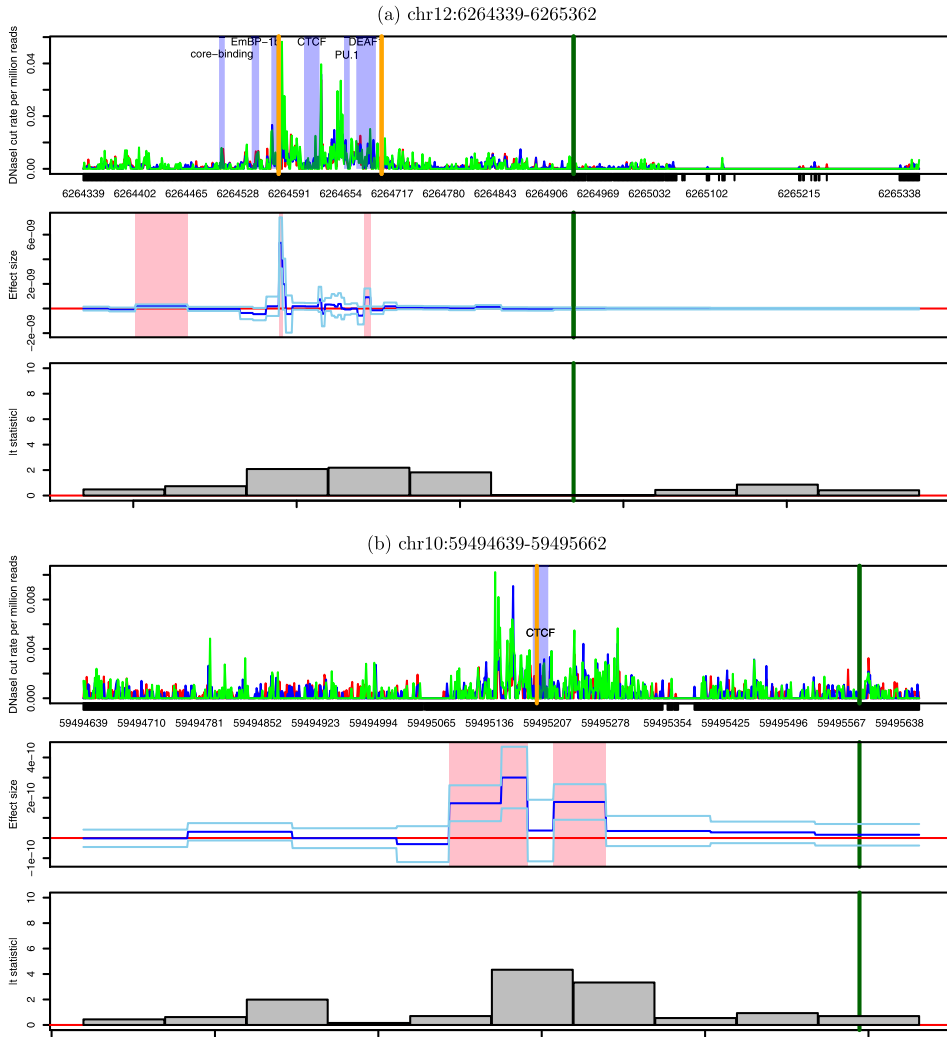 (a) chr12:6264339-6265362
EmBP-1b CTCF DEAF
core-binding PU.1
DNaseI cut rate per million reads
0.04
0.02
0.00
6264339 6264402 6264465 6264528 6264591 6264654 6264717 6264780 6264843 6264906 6264969 6265032 6265102 6265215 6265338
Effect size
6e-09
2e-09
-2e-09
|t statistic|
10
8
6
4
2
0
(b) chr10:59494639-59495662
DNaseI cut rate per million reads
0.008
0.004
0.000
CTCF
59494639 59494710 59494781 59494852 59494923 59494994 59495065 59495136 59495207 59495278 59495354 59495425 59495496 59495567 59495638
Effect size
4e-10
2e-10
-1e-10
|t statistic|
10
8
6
4
2
0